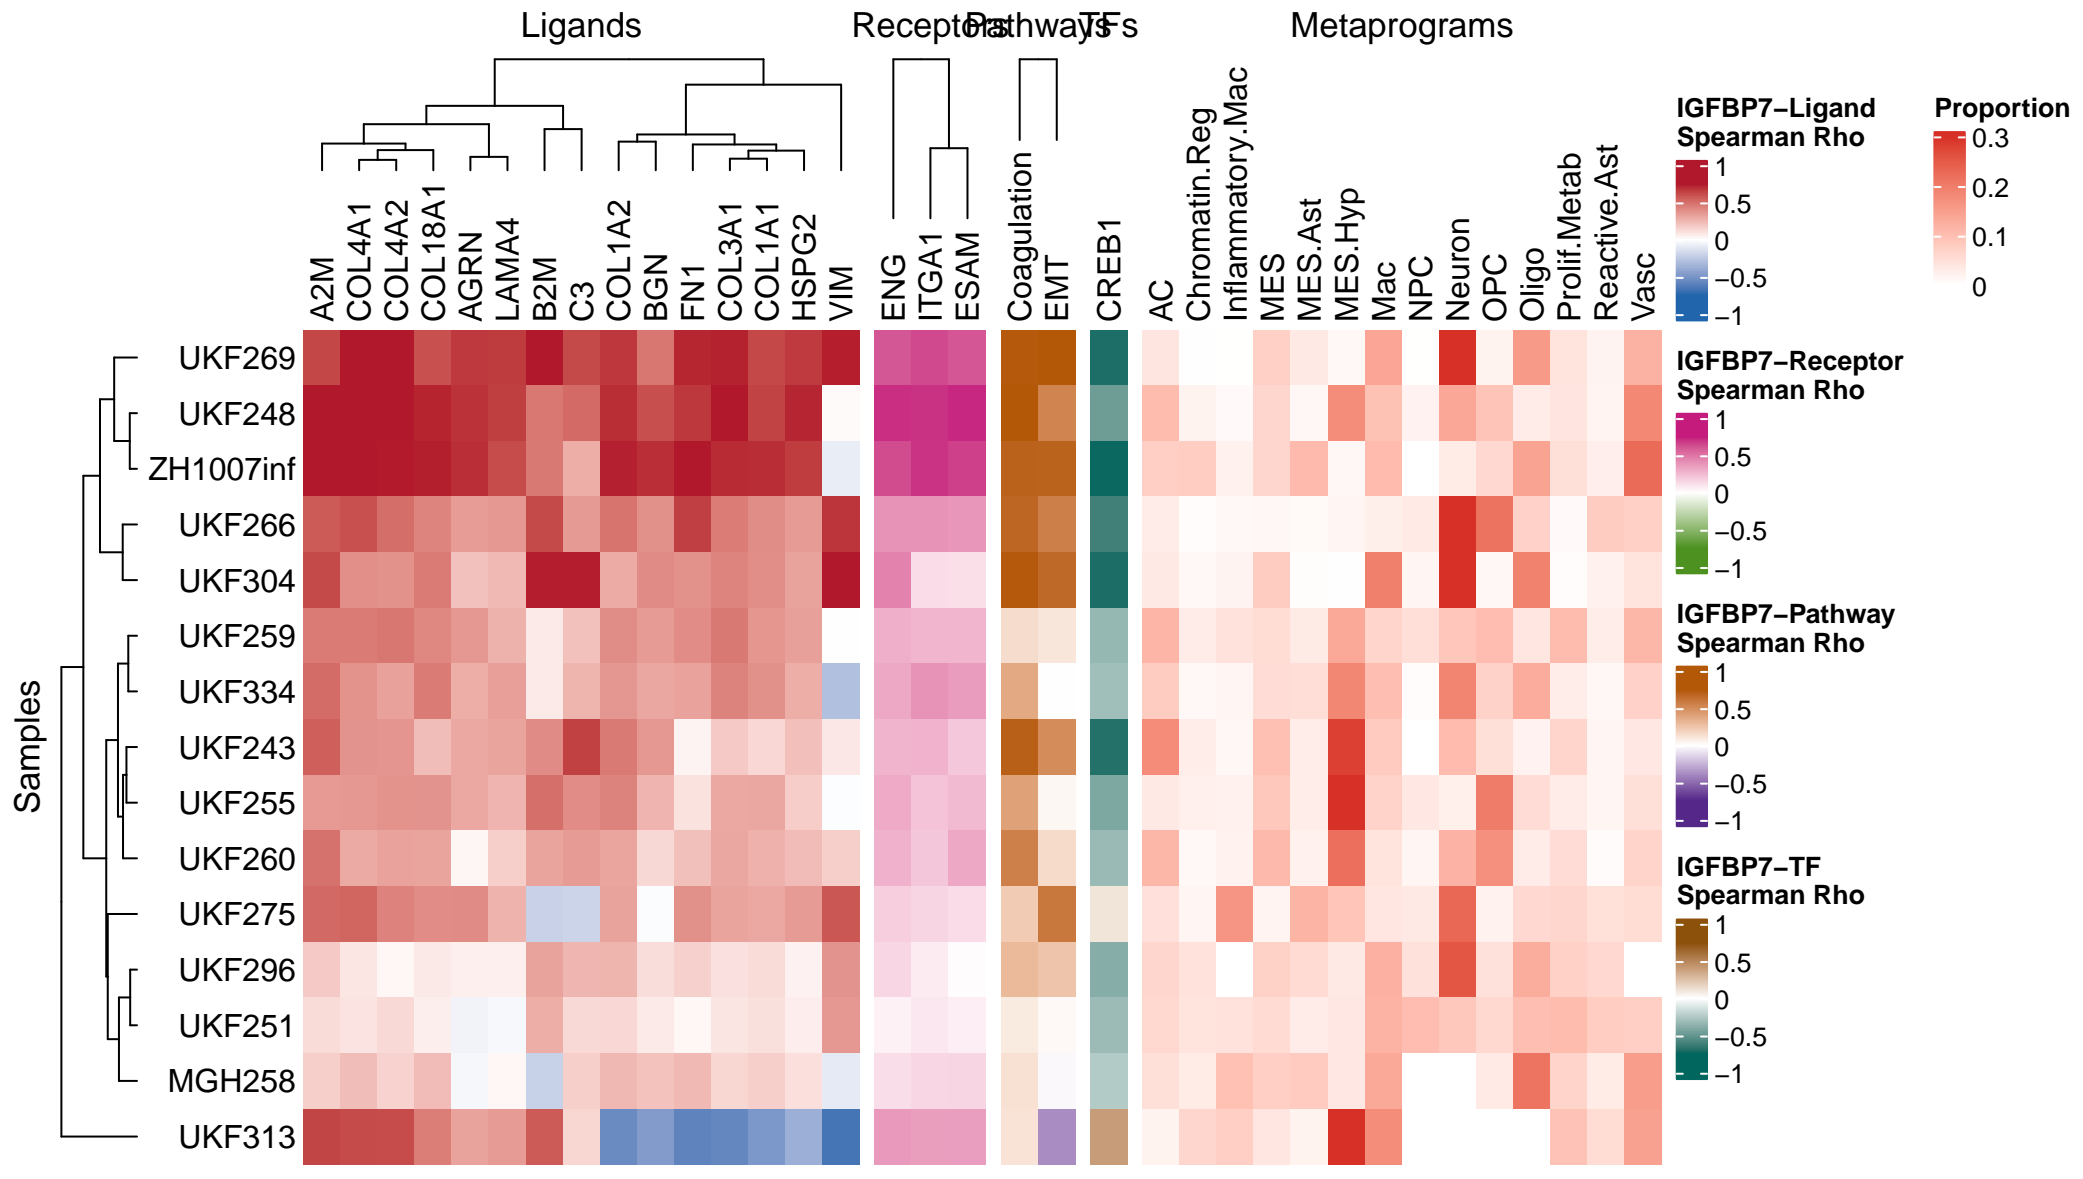 Ligands
Receptors
Pathways
TFs
Metaprograms
A2M
COL4A1
COL4A2
COL18A1
AGRN
LAMA4
B2M
C3
COL1A2
BGN
FN1
COL3A1
COL1A1
HSPG2
VIM
ENG
ITGA1
ESAM
Coagulation
EMT
CREB1
AC
Chromatin.Reg
Inflammatory.Mac
MES
MES.Ast
MES.Hyp
Mac
NPC
Neuron
OPC
Oligo
Prolif.Metab
Reactive.Ast
Vasc
Samples
UKF269
UKF248
ZH1007inf
UKF266
UKF304
UKF259
UKF334
UKF243
UKF255
UKF260
UKF275
UKF296
UKF251
MGH258
UKF313
IGFBP7−Ligand
Spearman Rho
1
0.5
0
−0.5
−1
IGFBP7−Receptor
Spearman Rho
1
0.5
0
−0.5
−1
IGFBP7−Pathway
Spearman Rho
1
0.5
0
−0.5
−1
IGFBP7−TF
Spearman Rho
1
0.5
0
−0.5
−1
Proportion
0.3
0.2
0.1
0